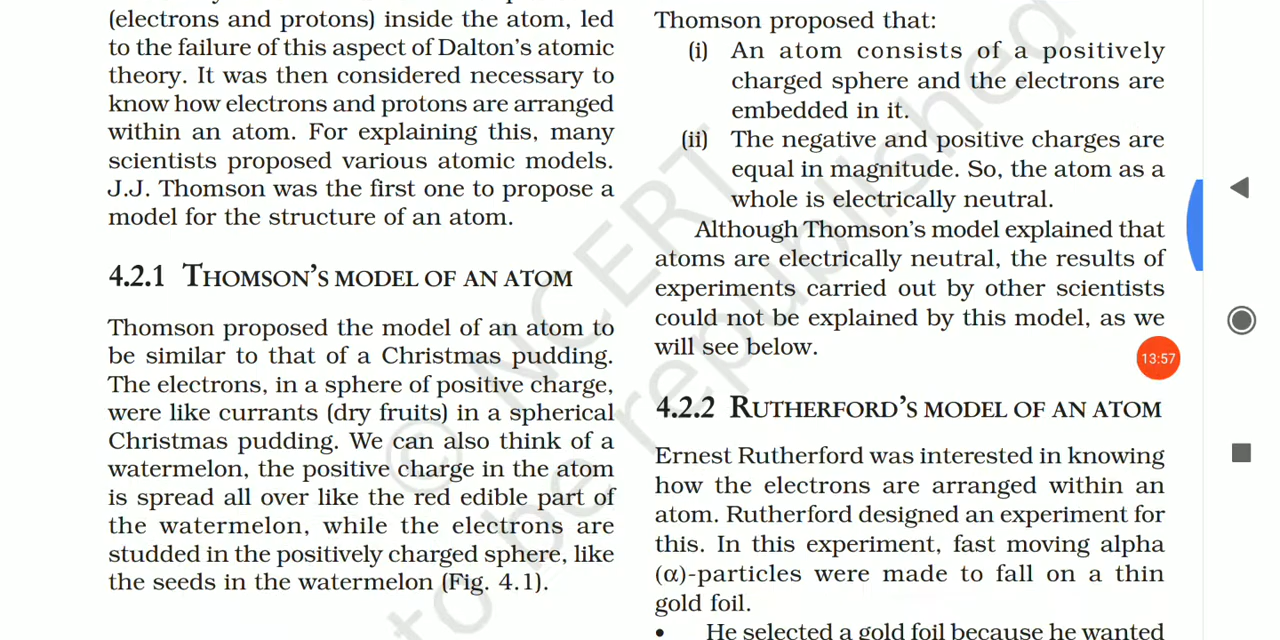 (electrons and protons) inside the atom, led
to the failure of this aspect of Dalton's atomic
theory. It was then considered necessary to
know how electrons and protons are arranged
within an atom. For explaining this, many
scientists proposed various atomic models.
J.J. Thomson was the first one to propose a
model for the structure of an atom.
4.2.1 THOMSON'S MODEL OF AN ATOM
Thomson proposed the model of an atom to
be similar to that of a Christmas pudding.
The electrons, in a sphere of positive charge,
were like currants (dry fruits) in a spherical
Christmas pudding. We can also think of a
watermelon, the positive charge in the atom
is spread all over like the red edible part of
the watermelon, while the electrons are
studded in the positively charged sphere, like
the seeds in the watermelon (Fig. 4.1).
Thomson proposed that:
(i) An atom consists of a positively
charged sphere and the electrons are
embedded in it.
(ii) The negative and positive charges are
equal in magnitude. So, the atom as a
whole is electrically neutral.
Although Thomson's model explained that
atoms are electrically neutral, the results of
experiments carried out by other scientists
could not be explained by this model, as we
will see below.
4.2.2 RUTHERFORD'S MODEL OF AN ATOM
Ernest Rutherford was interested in knowing
how the electrons are arranged within an
atom. Rutherford designed an experiment for
this. In this experiment, fast moving alpha
(α)-particles were made to fall on a thin
gold foil.
• He selected a gold foil because he wanted
© NCERT
to be republished
13:57